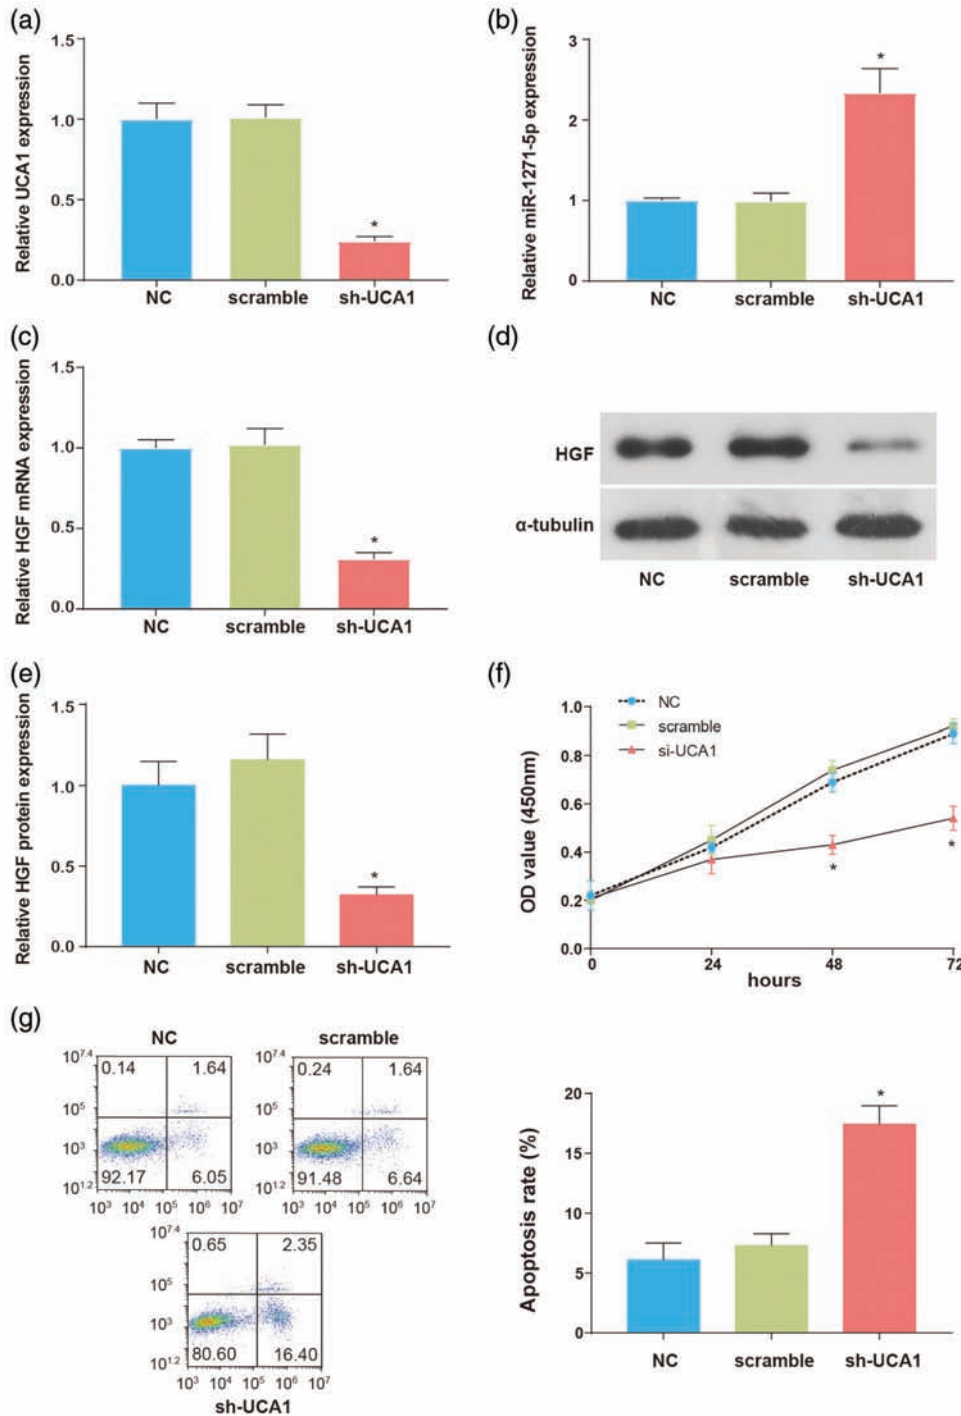 (a)
Relative UCA1 expression
1.5
1.0
0.5
0.0
*
NC scramble sh-UCA1
(b)
Relative miR-1271-5p expression
3
2
1
0
*
NC scramble sh-UCA1
(c)
Relative HGF mRNA expression
1.5
1.0
0.5
0.0
*
NC scramble sh-UCA1
(d)
HGF
α-tubulin
NC scramble sh-UCA1
(e)
Relative HGF protein expression
1.5
1.0
0.5
0.0
*
NC scramble sh-UCA1
(f)
NC
scramble
si-UCA1
OD value (450nm)
1.0
0.8
0.6
0.4
0.2
0.0
* *
0 24 48 72
hours
(g)
NC
10^7.4
10^5
10^3
10^1.2
0.14 1.64
92.17 6.05
10^3 10^4 10^5 10^6 10^7
scramble
10^7.4
10^5
10^3
10^1.2
0.24 1.64
91.48 6.64
10^3 10^4 10^5 10^6 10^7
10^7.4
10^5
10^3
10^1.2
0.65 2.35
80.60 16.40
10^3 10^4 10^5 10^6 10^7
sh-UCA1
Apoptosis rate (%)
20
15
10
5
0
*
NC scramble sh-UCA1